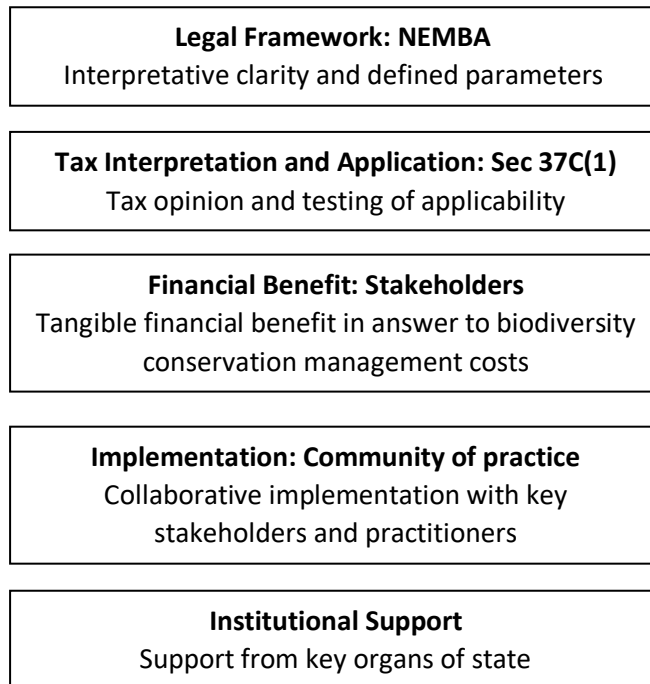 Legal Framework: NEMBA
Interpretative clarity and defined parameters
Tax Interpretation and Application: Sec 37C(1)
Tax opinion and testing of applicability
Financial Benefit: Stakeholders
Tangible financial benefit in answer to biodiversity
conservation management costs
Implementation: Community of practice
Collaborative implementation with key
stakeholders and practitioners
Institutional Support
Support from key organs of state